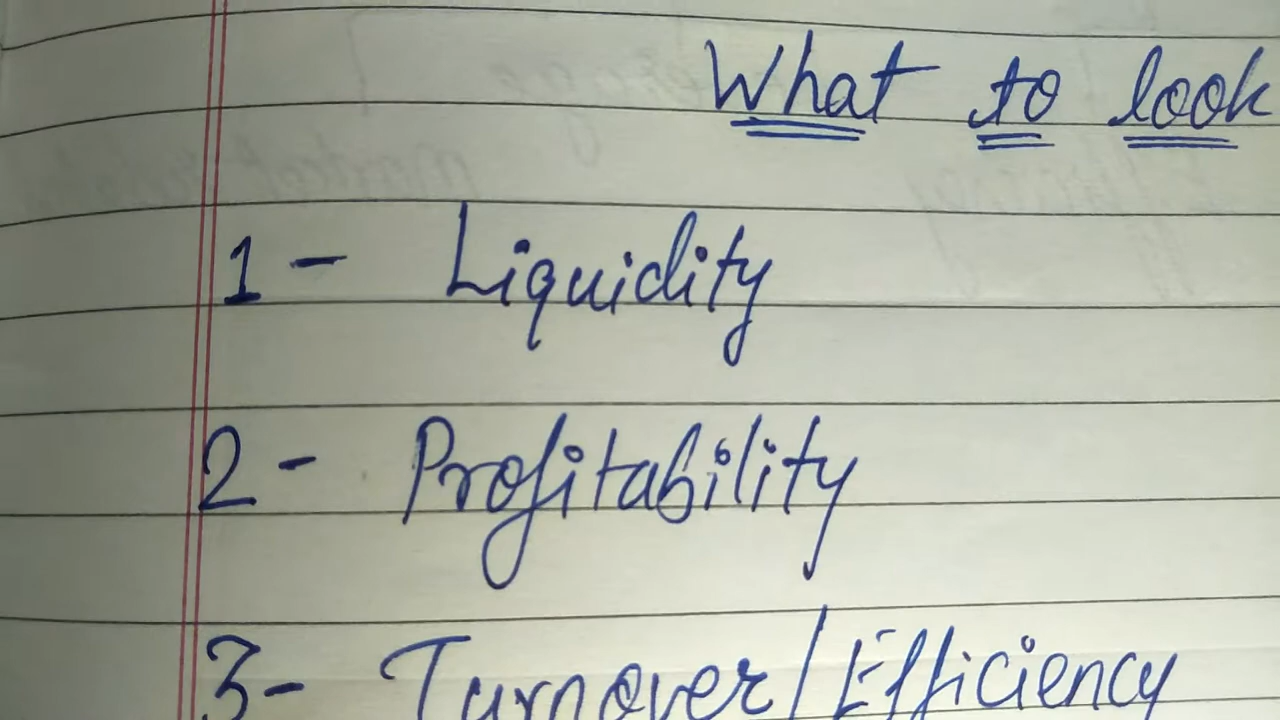 What to look
1- Liquidity
2- Profitability
3- Turnover/Efficiency